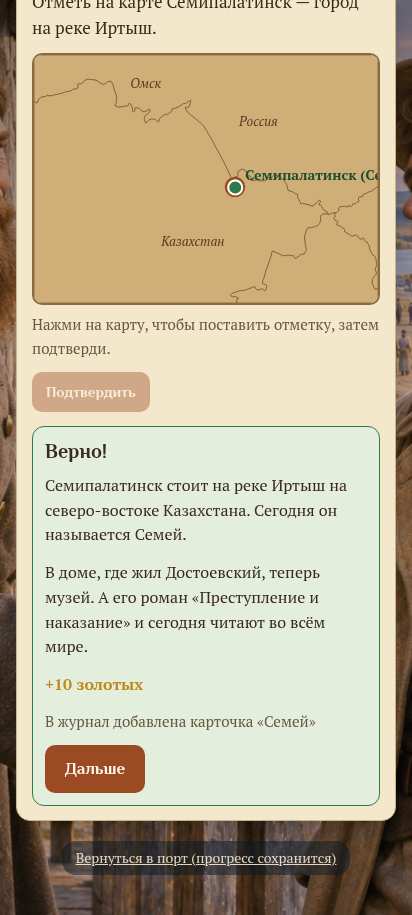 Отметь на карте Семипалатинск — город
на реке Иртыш.
Омск
Россия
Семипалатинск (Се
Казахстан
Нажми на карту, чтобы поставить отметку, затем
подтверди.
Подтвердить
Верно!
Семипалатинск стоит на реке Иртыш на
северо-востоке Казахстана. Сегодня он
называется Семей.
В доме, где жил Достоевский, теперь
музей. А его роман «Преступление и
наказание» и сегодня читают во всём
мире.
+10 золотых
В журнал добавлена карточка «Семей»
Дальше
Вернуться в порт (прогресс сохранится)